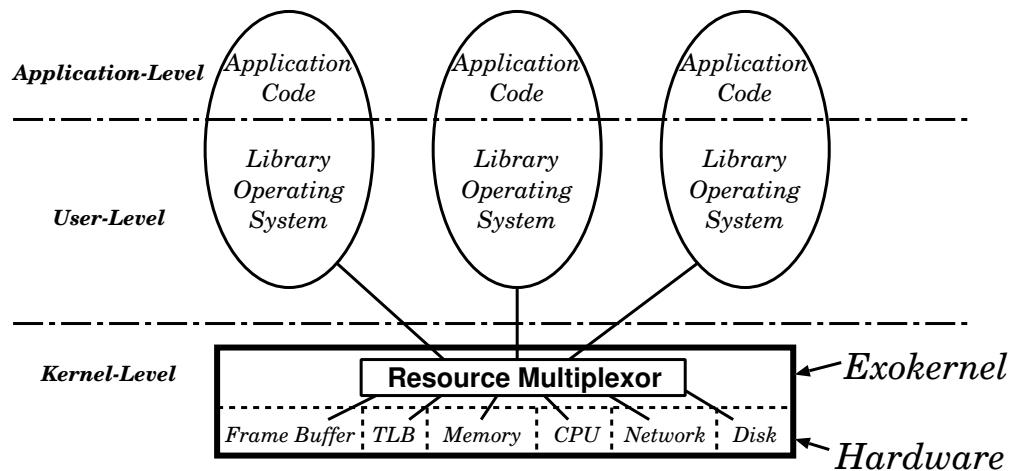 Application-Level
Application
Code
Application
Code
Application
Code
User-Level
Library
Operating
System
Library
Operating
System
Library
Operating
System
Kernel-Level
Resource Multiplexor
Exokernel
Frame Buffer
TLB
Memory
CPU
Network
Disk
Hardware